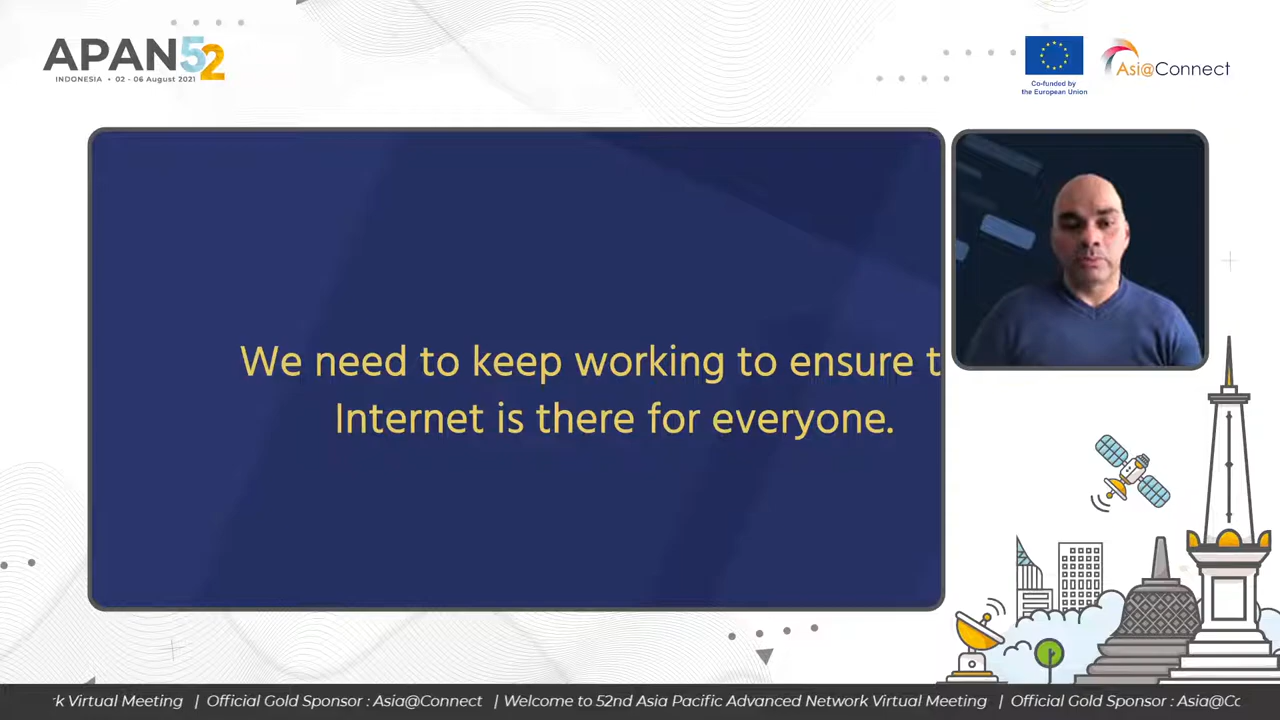 APAN52
INDONESIA • 02 - 06 August 2021
Co-funded by
the European Union
Asi@Connect
We need to keep working to ensure t
Internet is there for everyone.
k Virtual Meeting | Official Gold Sponsor : Asia@Connect | Welcome to 52nd Asia Pacific Advanced Network Virtual Meeting | Official Gold Sponsor : Asia@Co